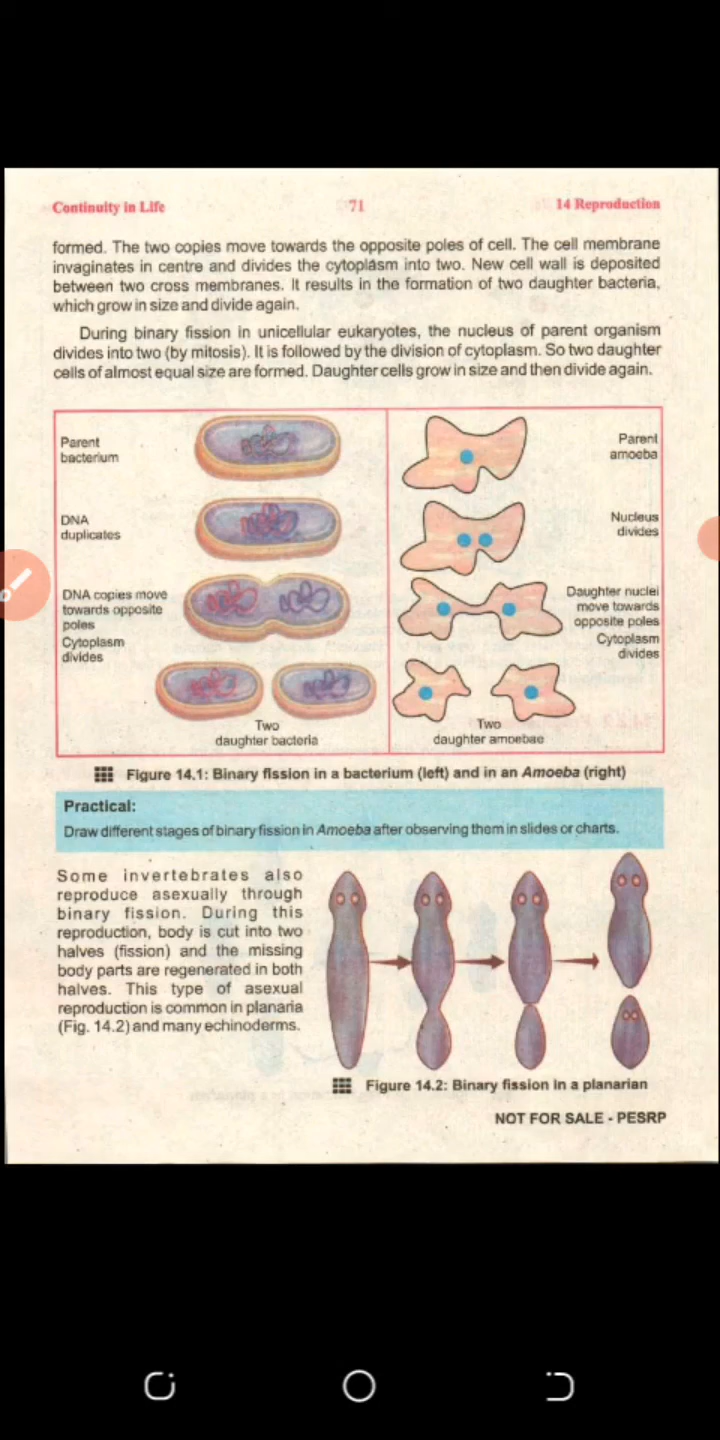 Continuity in Life 71 14 Reproduction
formed. The two copies move towards the opposite poles of cell. The cell membrane
invaginates in centre and divides the cytoplasm into two. New cell wall is deposited
between two cross membranes. It results in the formation of two daughter bacteria,
which grow in size and divide again.
During binary fission in unicellular eukaryotes, the nucleus of parent organism
divides into two (by mitosis). It is followed by the division of cytoplasm. So two daughter
cells of almost equal size are formed. Daughter cells grow in size and then divide again.
Parent
bacterium
DNA
duplicates
DNA copies move
towards opposite
poles
Cytoplasm
divides
Two
daughter bacteria
Parent
amoeba
Nucleus
divides
Daughter nuclei
move towards
opposite poles
Cytoplasm
divides
Two
daughter amoebae
Figure 14.1: Binary fission in a bacterium (left) and in an Amoeba (right)
Practical:
Draw different stages of binary fission in Amoeba after observing them in slides or charts.
Some invertebrates also
reproduce asexually through
binary fission. During this
reproduction, body is cut into two
halves (fission) and the missing
body parts are regenerated in both
halves. This type of asexual
reproduction is common in planaria
(Fig. 14.2) and many echinoderms.
Figure 14.2: Binary fission in a planarian
NOT FOR SALE - PESRP